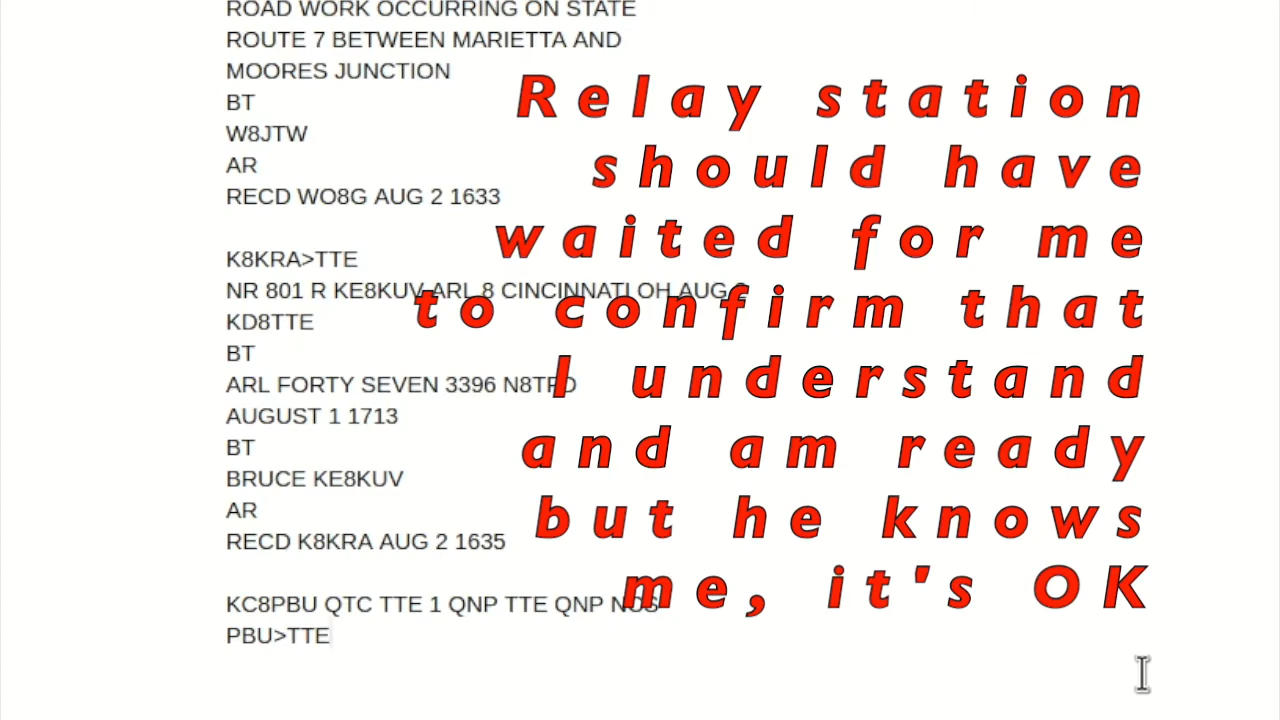 ROAD WORK OCCURRING ON STATE
ROUTE 7 BETWEEN MARIETTA AND
MOORES JUNCTION
BT
W8JTW
AR
RECD WO8G AUG 2 1633
K8KRA>TTE
NR 801 R KE8KUV ARL 8 CINCINNATI OH AUG 2
KD8TTE
BT
ARL FORTY SEVEN 3396 N8TFD
AUGUST 1 1713
BT
BRUCE KE8KUV
AR
RECD K8KRA AUG 2 1635
KC8PBU QTC TTE 1 QNP TTE QNP NCS
PBU>TTE
Relay station
should have
waited for me
to confirm that
I understand
and am ready
but he knows
me, it's OK